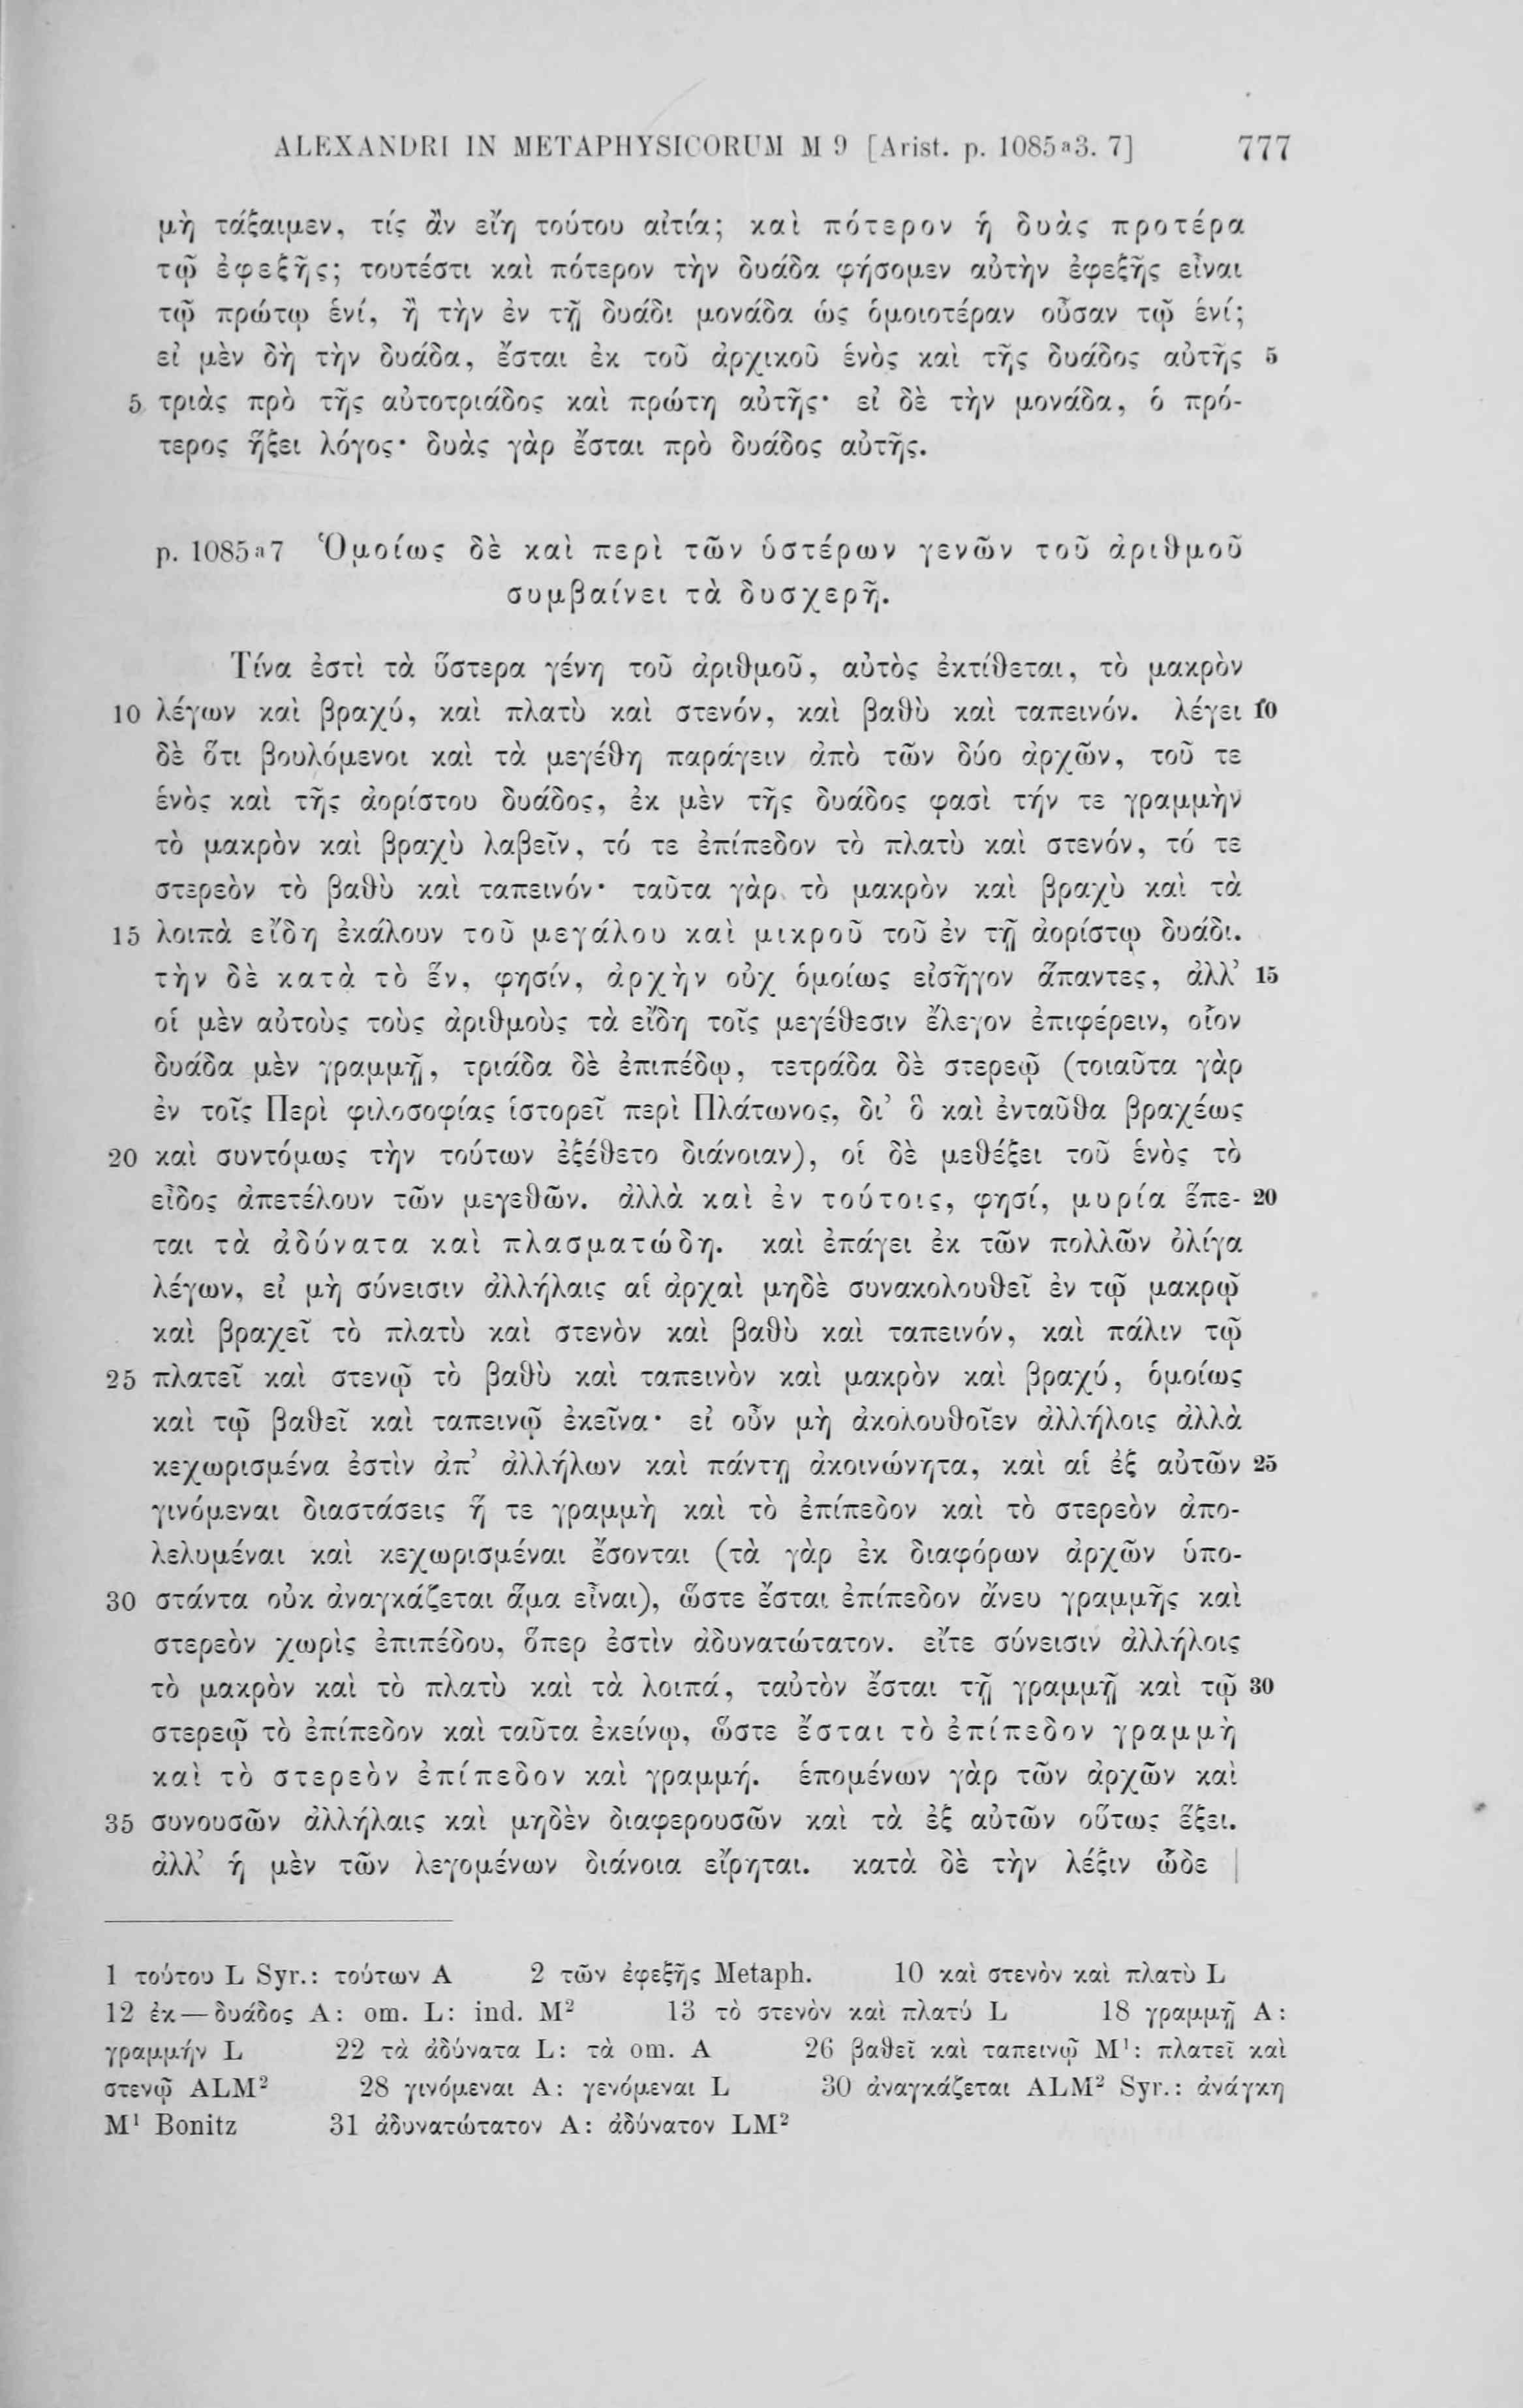 ALEXANDRI IN METAPHYSICORUM M 9 [Arist. p. 1085ᵃ3. 7] 777
μὴ τάξαιμεν, τίς ἂν εἴη τούτου αἰτία; καὶ πότερον ἡ δυὰς προτέρα
τῷ ἐφεξῆς; τουτέστι καὶ πότερον τὴν δυάδα φήσομεν αὐτὴν ἐφεξῆς εἶναι
τῷ πρώτῳ ἑνί, ἢ τὴν ἐν τῇ δυάδι μονάδα ὡς ὁμοιοτέραν οὖσαν τῷ ἑνί;
εἰ μὲν δὴ τὴν δυάδα, ἔσται ἐκ τοῦ ἀρχικοῦ ἑνὸς καὶ τῆς δυάδος αὐτῆς 5
5 τριὰς πρὸ τῆς αὐτοτριάδος καὶ πρώτη αὐτῆς· εἰ δὲ τὴν μονάδα, ὁ πρό-
τερος ἥξει λόγος· δυὰς γὰρ ἔσται πρὸ δυάδος αὐτῆς.
p. 1085ᵃ7 Ὁμοίως δὲ καὶ περὶ τῶν ὑστέρων γενῶν τοῦ ἀριθμοῦ
συμβαίνει τὰ δυσχερῆ.
Τίνα ἐστὶ τὰ ὕστερα γένη τοῦ ἀριθμοῦ, αὐτὸς ἐκτίθεται, τὸ μακρὸν
10 λέγων καὶ βραχύ, καὶ πλατὺ καὶ στενόν, καὶ βαθὺ καὶ ταπεινόν. λέγει 10
δὲ ὅτι βουλόμενοι καὶ τὰ μεγέθη παράγειν ἀπὸ τῶν δύο ἀρχῶν, τοῦ τε
ἑνὸς καὶ τῆς ἀορίστου δυάδος, ἐκ μὲν τῆς δυάδος φασὶ τήν τε γραμμὴν
τὸ μακρὸν καὶ βραχὺ λαβεῖν, τό τε ἐπίπεδον τὸ πλατὺ καὶ στενόν, τό τε
στερεὸν τὸ βαθὺ καὶ ταπεινόν· ταῦτα γὰρ τὸ μακρὸν καὶ βραχὺ καὶ τὰ
15 λοιπὰ εἴδη ἐκάλουν τοῦ μεγάλου καὶ μικροῦ τοῦ ἐν τῇ ἀορίστῳ δυάδι.
τὴν δὲ κατὰ τὸ ἕν, φησίν, ἀρχὴν οὐχ ὁμοίως εἰσῆγον ἅπαντες, ἀλλ’ 15
οἱ μὲν αὐτοὺς τοὺς ἀριθμοὺς τὰ εἴδη τοῖς μεγέθεσιν ἔλεγον ἐπιφέρειν, οἷον
δυάδα μὲν γραμμῇ, τριάδα δὲ ἐπιπέδῳ, τετράδα δὲ στερεῷ (τοιαῦτα γὰρ
ἐν τοῖς Περὶ φιλοσοφίας ἱστορεῖ περὶ Πλάτωνος, δι’ ὃ καὶ ἐνταῦθα βραχέως
20 καὶ συντόμως τὴν τούτων ἐξέθετο διάνοιαν), οἱ δὲ μεθέξει τοῦ ἑνὸς τὸ
εἶδος ἀπετέλουν τῶν μεγεθῶν. ἀλλὰ καὶ ἐν τούτοις, φησί, μυρία ἕπε- 20
ται τὰ ἀδύνατα καὶ πλασματώδη. καὶ ἐπάγει ἐκ τῶν πολλῶν ὀλίγα
λέγων, εἰ μὴ σύνεισιν ἀλλήλαις αἱ ἀρχαὶ μηδὲ συνακολουθεῖ ἐν τῷ μακρῷ
καὶ βραχεῖ τὸ πλατὺ καὶ στενὸν καὶ βαθὺ καὶ ταπεινόν, καὶ πάλιν τῷ
25 πλατεῖ καὶ στενῷ τὸ βαθὺ καὶ ταπεινὸν καὶ μακρὸν καὶ βραχύ, ὁμοίως
καὶ τῷ βαθεῖ καὶ ταπεινῷ ἐκεῖνα· εἰ οὖν μὴ ἀκολουθοῖεν ἀλλήλοις ἀλλὰ
κεχωρισμένα ἐστὶν ἀπ’ ἀλλήλων καὶ πάντῃ ἀκοινώνητα, καὶ αἱ ἐξ αὐτῶν 25
γινόμεναι διαστάσεις ἥ τε γραμμὴ καὶ τὸ ἐπίπεδον καὶ τὸ στερεὸν ἀπο-
λελυμέναι καὶ κεχωρισμέναι ἔσονται (τὰ γὰρ ἐκ διαφόρων ἀρχῶν ὑπο-
30 στάντα οὐκ ἀναγκάζεται ἅμα εἶναι), ὥστε ἔσται ἐπίπεδον ἄνευ γραμμῆς καὶ
στερεὸν χωρὶς ἐπιπέδου, ὅπερ ἐστὶν ἀδυνατώτατον. εἴτε σύνεισιν ἀλλήλοις
τὸ μακρὸν καὶ τὸ πλατὺ καὶ τὰ λοιπά, ταὐτὸν ἔσται τῇ γραμμῇ καὶ τῷ 30
στερεῷ τὸ ἐπίπεδον καὶ ταῦτα ἐκείνῳ, ὥστε ἔσται τὸ ἐπίπεδον γραμμὴ
καὶ τὸ στερεὸν ἐπίπεδον καὶ γραμμή. ἑπομένων γὰρ τῶν ἀρχῶν καὶ
35 συνουσῶν ἀλλήλαις καὶ μηδὲν διαφερουσῶν καὶ τὰ ἐξ αὐτῶν οὕτως ἕξει.
ἀλλ’ ἡ μὲν τῶν λεγομένων διάνοια εἴρηται. κατὰ δὲ τὴν λέξιν ὧδε |
1 τούτου L Syr.: τούτων A 2 τῶν ἐφεξῆς Metaph. 10 καὶ στενὸν καὶ πλατὺ L
12 ἐκ — δυάδος A: om. L: ind. M² 13 τὸ στενὸν καὶ πλατύ L 18 γραμμῇ A:
γραμμήν L 22 τὰ ἀδύνατα L: τὰ om. A 26 βαθεῖ καὶ ταπεινῷ M¹: πλατεῖ καὶ
στενῷ ALM² 28 γινόμεναι A: γενόμεναι L 30 ἀναγκάζεται ALM² Syr.: ἀνάγκη
M¹ Bonitz 31 ἀδυνατώτατον A: ἀδύνατον LM²